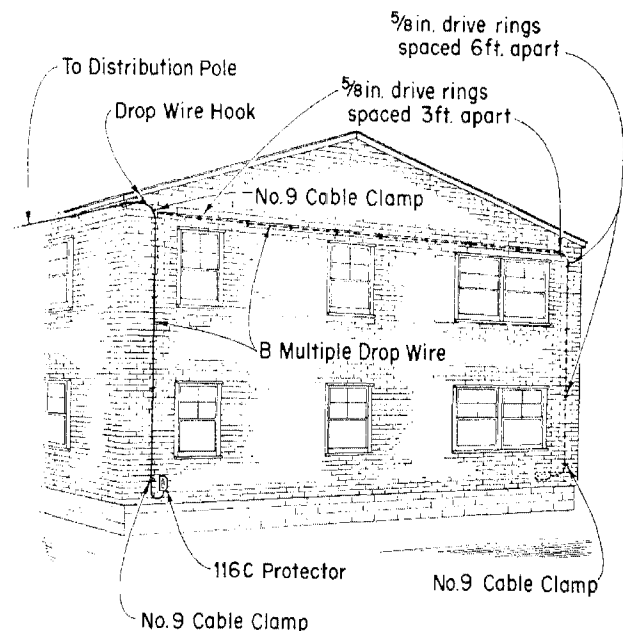 5/8 in. drive rings
spaced 6ft. apart
To Distribution Pole
5/8 in. drive rings
spaced 3ft. apart
Drop Wire Hook
No.9 Cable Clamp
B Multiple Drop Wire
116C Protector
No.9 Cable Clamp
No.9 Cable Clamp